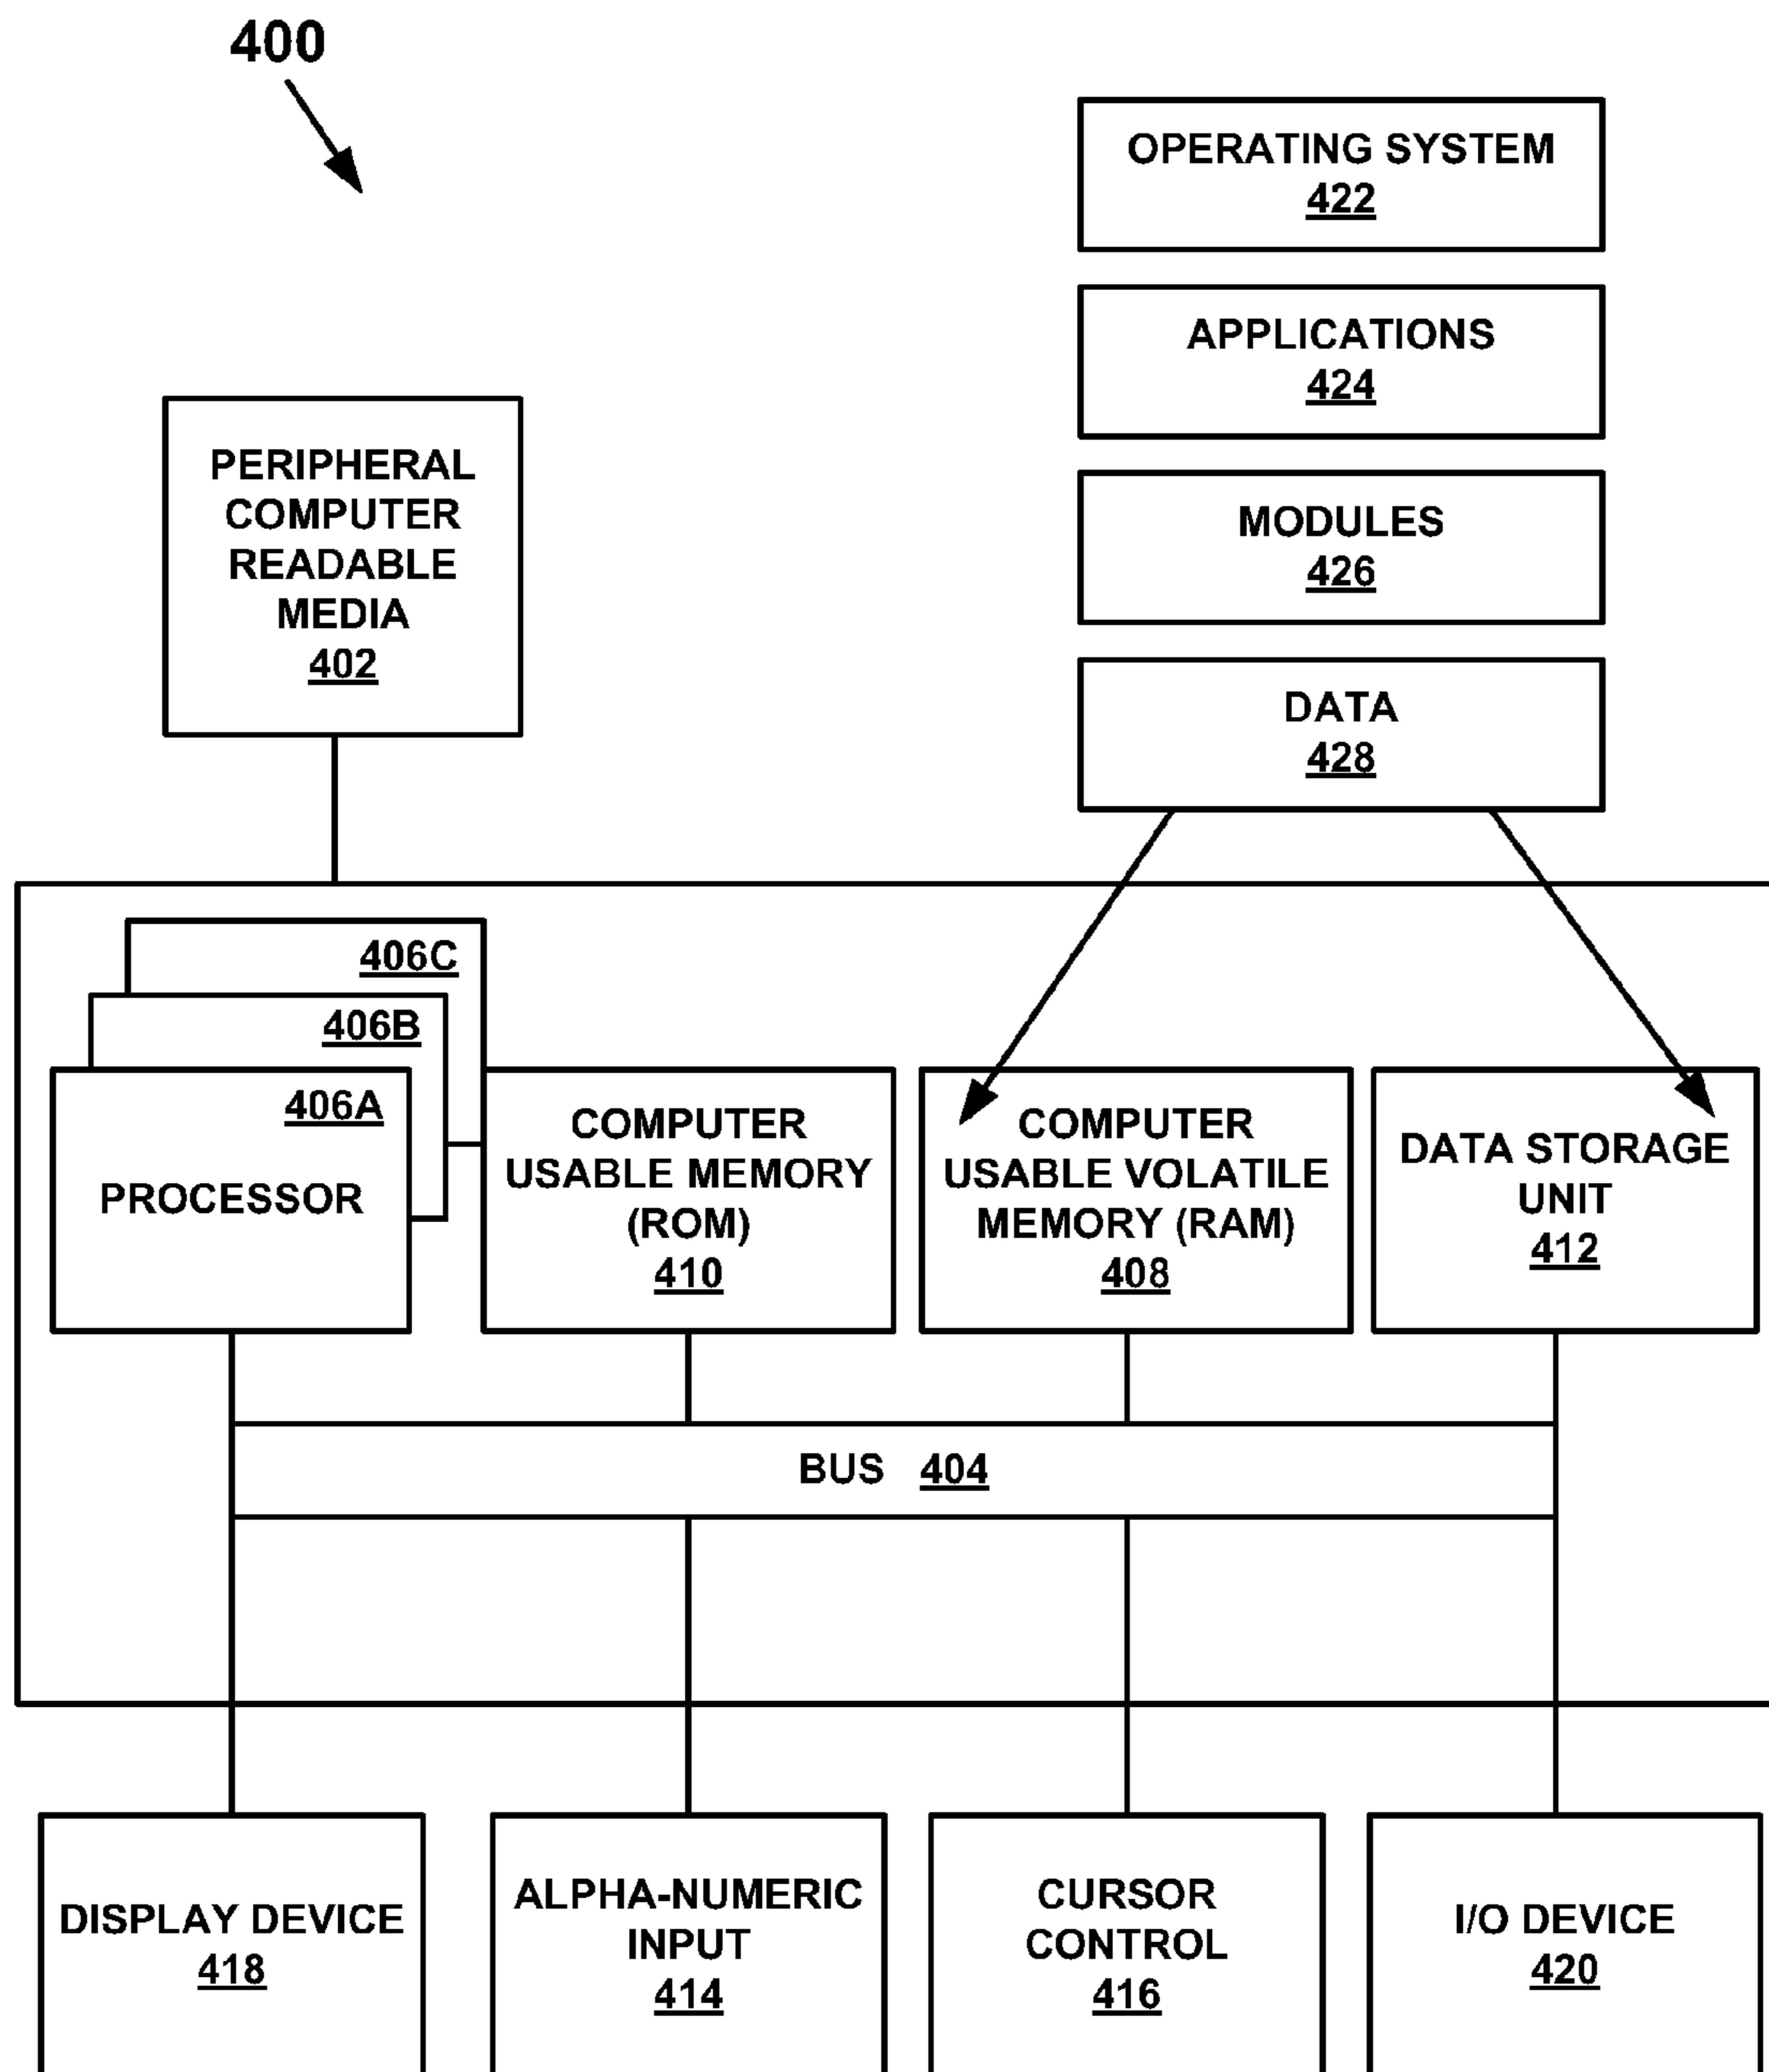 400
OPERATING SYSTEM
422
APPLICATIONS
424
PERIPHERAL
COMPUTER
READABLE
MEDIA
402
MODULES
426
DATA
428
406C
406B
406A
PROCESSOR
COMPUTER
USABLE MEMORY
(ROM)
410
COMPUTER
USABLE VOLATILE
MEMORY (RAM)
408
DATA STORAGE
UNIT
412
BUS 404
DISPLAY DEVICE
418
ALPHA-NUMERIC
INPUT
414
CURSOR
CONTROL
416
I/O DEVICE
420